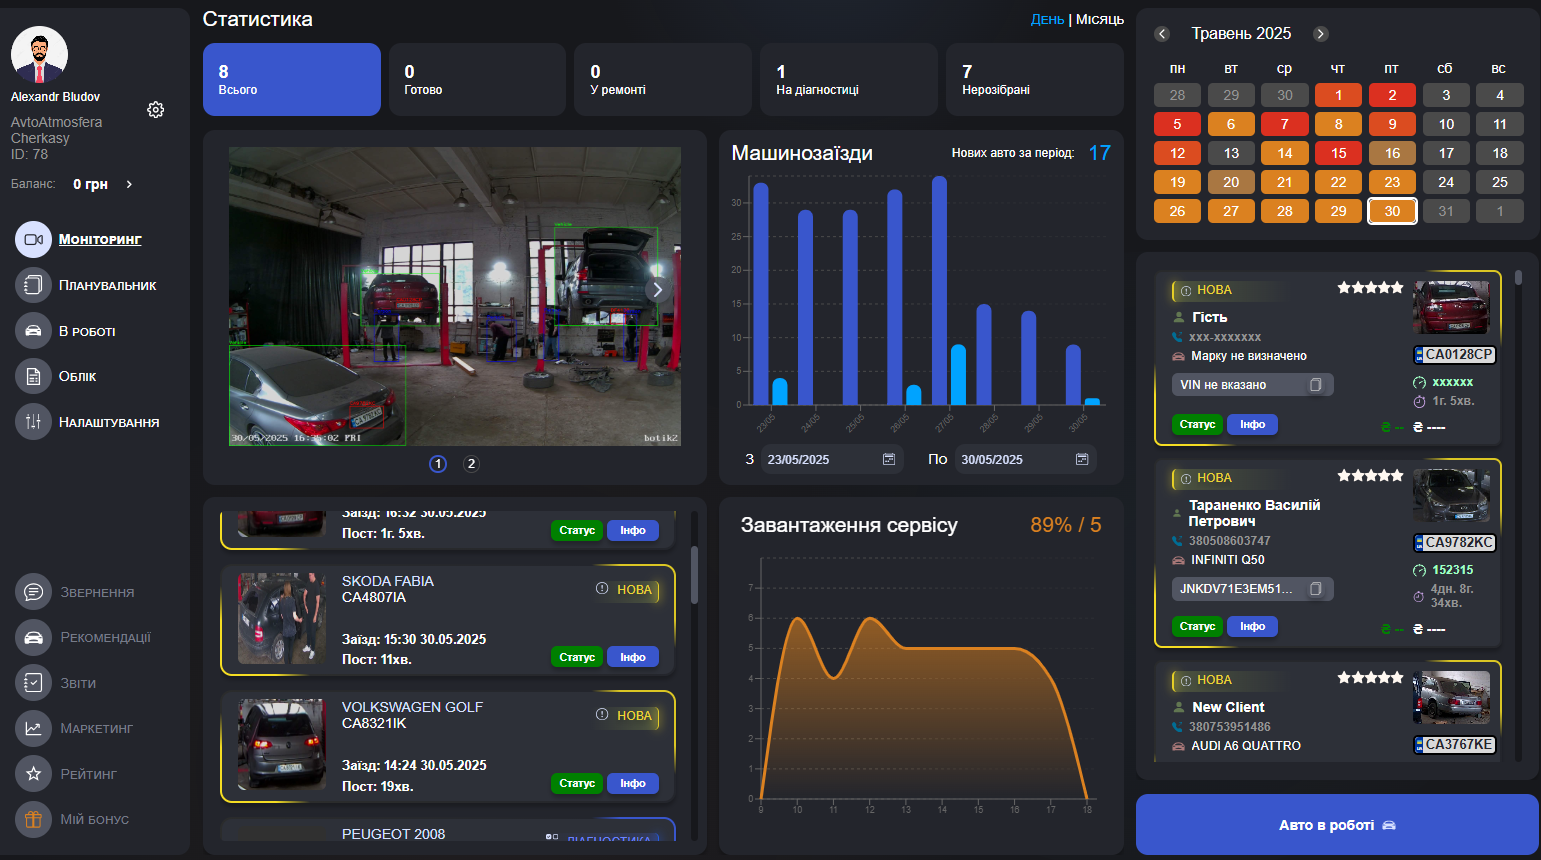 Alexandr Bludov
AvtoAtmosfera
Cherkasy
ID: 78
Баланс: 0 грн
Моніторинг
Планувальник
В роботі
Облік
Налаштування
Звернення
Рекомендації
Звіти
Маркетинг
Рейтинг
Мій бонус
Статистика
День | Місяць
8
Всього
0
Готово
0
У ремонті
1
На діагностиці
7
Нерозібрані
30/05/2025 16:35:02 FRI
botik2
1 2
Заїзд: 16:32 30.05.2025
Пост: 1г. 5хв.
Статус Інфо
SKODA FABIA
CA4807IA
НОВА
Заїзд: 15:30 30.05.2025
Пост: 11хв.
Статус Інфо
VOLKSWAGEN GOLF
CA8321IK
НОВА
Заїзд: 14:24 30.05.2025
Пост: 19хв.
Статус Інфо
PEUGEOT 2008
ДІАГНОСТИКА
Машинозаїзди
Нових авто за період: 17
30
25
20
15
10
5
0
23/05 24/05 25/05 26/05 27/05 28/05 29/05 30/05
З 23/05/2025 По 30/05/2025
Завантаження сервісу 89% / 5
7
6
5
4
3
2
1
0
9 10 11 12 13 14 15 16 17 18
Травень 2025
пн вт ср чт пт сб вс
28 29 30 1 2 3 4
5 6 7 8 9 10 11
12 13 14 15 16 17 18
19 20 21 22 23 24 25
26 27 28 29 30 31 1
НОВА
Гість
xxx-xxxxxxx
Марку не визначено
CA0128CP
VIN не вказано
xxxxxx
1г. 5хв.
Статус Інфо
₴ -- ₴ ----
НОВА
Тараненко Василій
Петрович
380508603747
INFINITI Q50
CA9782KC
JNKDV71E3EM51...
152315
4дн. 8г.
34хв.
Статус Інфо
₴ -- ₴ ----
НОВА
New Client
380753951486
AUDI A6 QUATTRO
CA3767KE
Авто в роботі